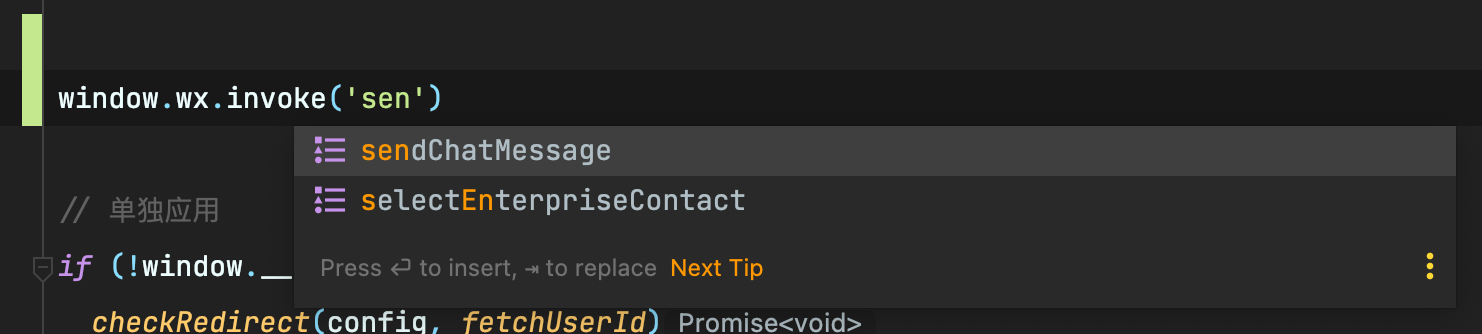 window.wx.invoke('sen')
sendChatMessage
selectEnterpriseContact
Press ⏎ to insert, ⇥ to replace Next Tip
// 单独应用
if (!window.__
checkRedirect(config, fetchUserId) Promise<void>